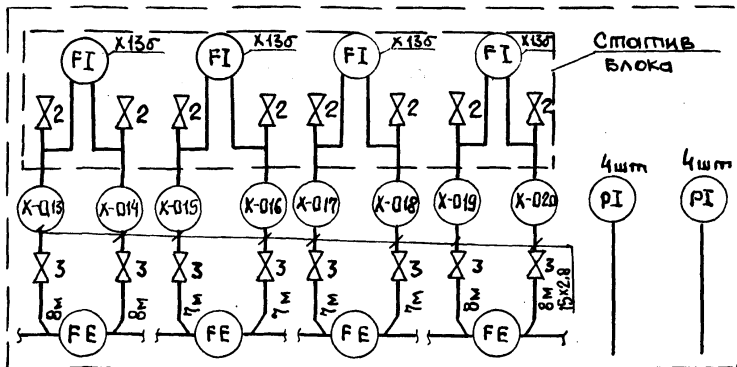 FI X13б FI X13б FI X13б FI X13б Статив
блока
2 2 2 2 2 2 2 2
4шт 4шт
X-013 X-014 X-015 X-016 X-017 X-018 X-019 X-020 PI PI
3 3 3 3 3 3 3 3
8м 8м 7м 7м 7м 7м 8м 8м 15x2.8
FE FE FE FE